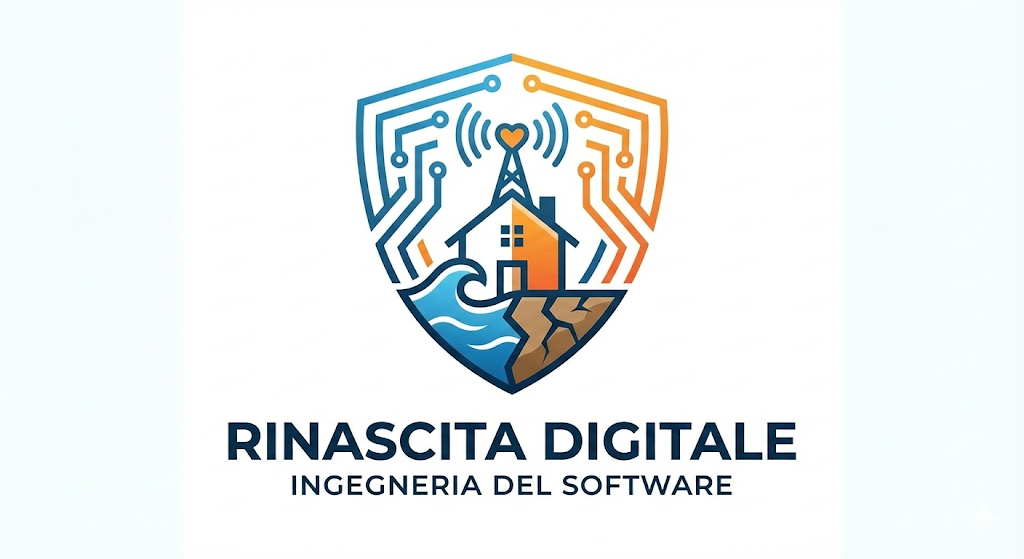 RINASCITA DIGITALE
INGEGNERIA DEL SOFTWARE